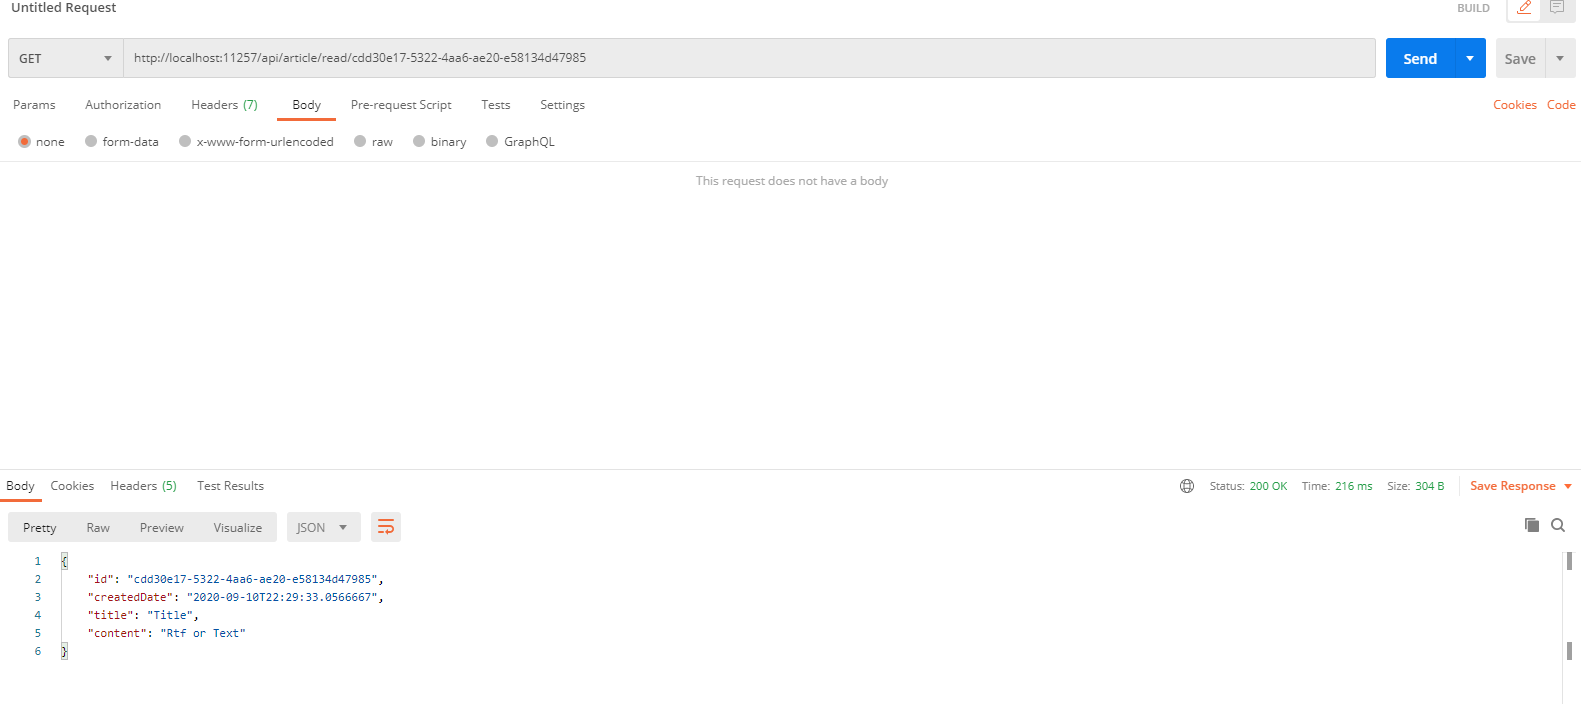 Untitled Request BUILD
GET http://localhost:11257/api/article/read/cdd30e17-5322-4aa6-ae20-e58134d47985 Send Save
Params Authorization Headers (7) Body Pre-request Script Tests Settings Cookies Code
none form-data x-www-form-urlencoded raw binary GraphQL
This request does not have a body
Body Cookies Headers (5) Test Results Status: 200 OK Time: 216 ms Size: 304 B Save Response
Pretty Raw Preview Visualize JSON
1 {
2 "id": "cdd30e17-5322-4aa6-ae20-e58134d47985",
3 "createdDate": "2020-09-10T22:29:33.0566667",
4 "title": "Title",
5 "content": "Rtf or Text"
6 }